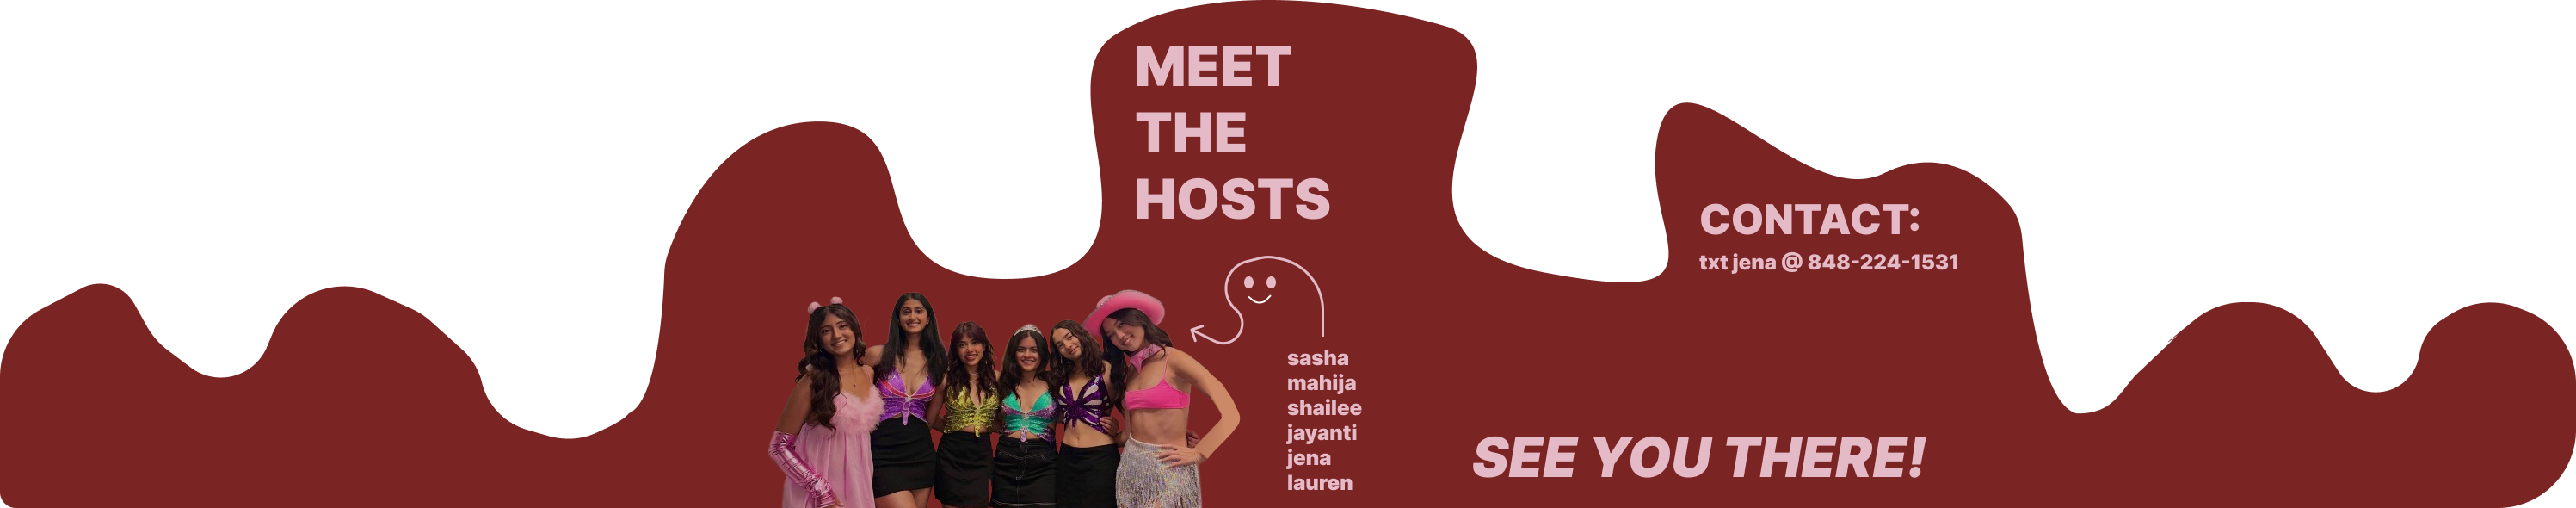 MEET
THE
HOSTS
sasha
mahija
shailee
jayanti
jena
lauren
CONTACT:
txt jena @ 848-224-1531
SEE YOU THERE!